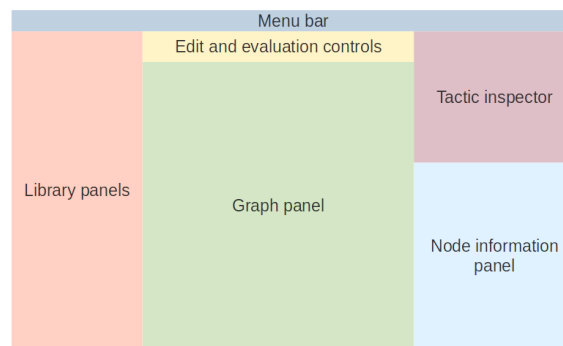 Menu bar
Edit and evaluation controls
Tactic inspector
Library panels
Graph panel
Node information
panel